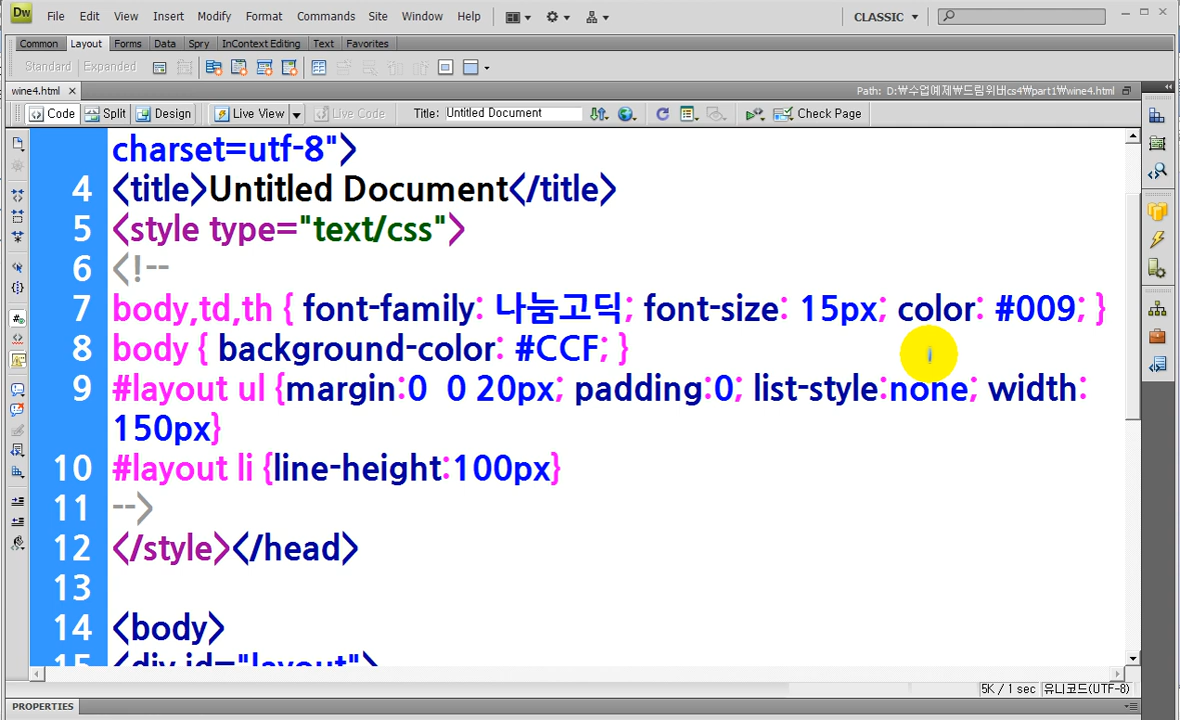 Dw File Edit View Insert Modify Format Commands Site Window Help CLASSIC
Common Layout Forms Data Spry InContext Editing Text Favorites
Standard Expanded
wine4.html × Path: D:￦수업예제￦드림위버cs4￦part1￦wine4.html
Code Split Design Live View Live Code Title: Untitled Document Check Page
charset=utf-8">
4 <title>Untitled Document</title>
5 <style type="text/css">
6 <!--
7 body,td,th { font-family: 나눔고딕; font-size: 15px; color: #009; }
8 body { background-color: #CCF; }
9 #layout ul {margin:0  0 20px; padding:0; list-style:none; width:
150px}
10 #layout li {line-height:100px}
11 -->
12 </style></head>
13
14 <body>
15 <div id="layout">
5K / 1 sec 유니코드(UTF-8)
PROPERTIES